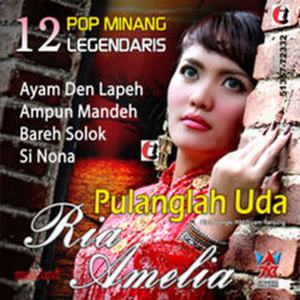 12 POP MINANG
LEGENDARIS
Ayam Den Lapeh
Ampun Mandeh
Bareh Solok
Si Nona
Pulanglah Uda
Ria
Amelia